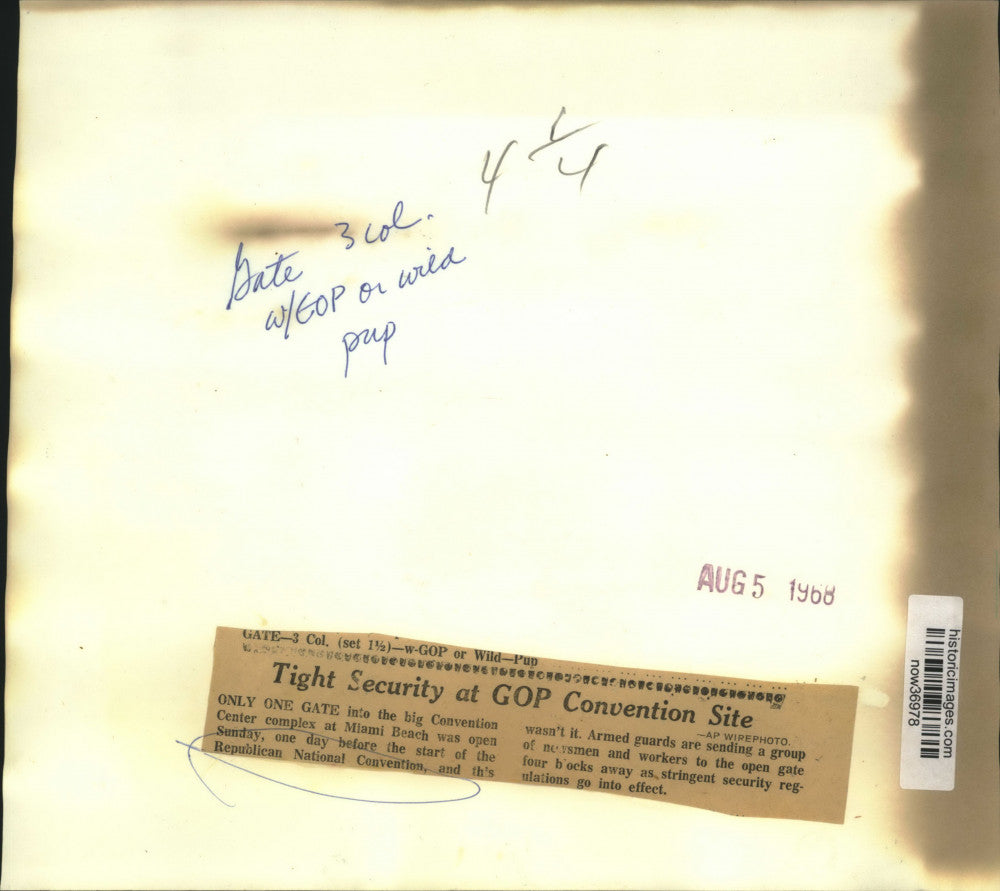 4 1/4
Gate 3 col.
w/GOP or wild
pup
AUG 5 1968
historicimages.com
now36978
GATE—3 Col. (set 1½)—w-GOP or Wild—Pup
Tight Security at GOP Convention Site
ONLY ONE GATE into the big Convention
Center complex at Miami Beach was open
Sunday, one day before the start of the
Republican National Convention, and this
—AP WIREPHOTO.
wasn't it. Armed guards are sending a group
of newsmen and workers to the open gate
four blocks away as stringent security reg-
ulations go into effect.